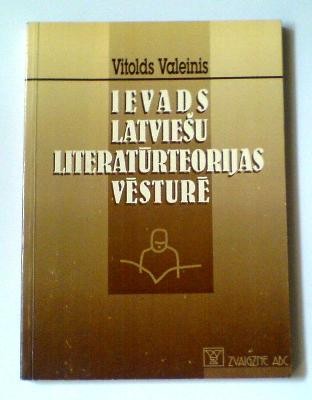 Vitolds Valeinis
IEVADS
LATVIEŠU
LITERATŪRTEORIJAS
VĒSTURĒ
ZVAIGZNE ABC